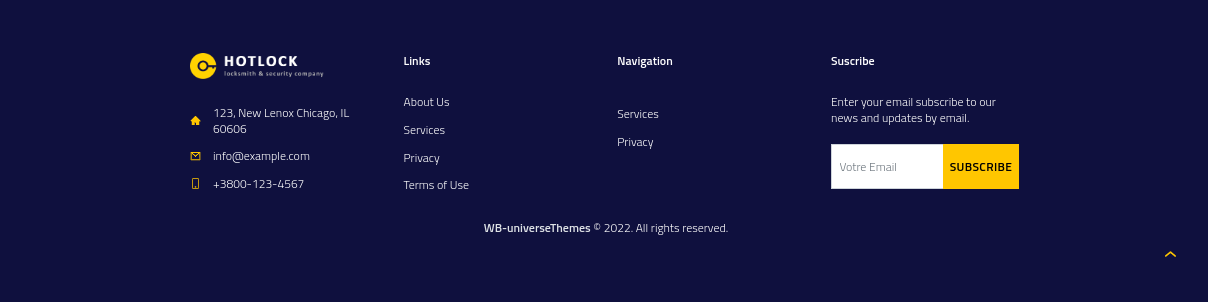 HOTLOCK
locksmith & security company
123, New Lenox Chicago, IL
60606
info@example.com
+3800-123-4567
Links
About Us
Services
Privacy
Terms of Use
Navigation
Services
Privacy
Suscribe
Enter your email subscribe to our
news and updates by email.
Votre Email
SUBSCRIBE
WB-universeThemes © 2022. All rights reserved.